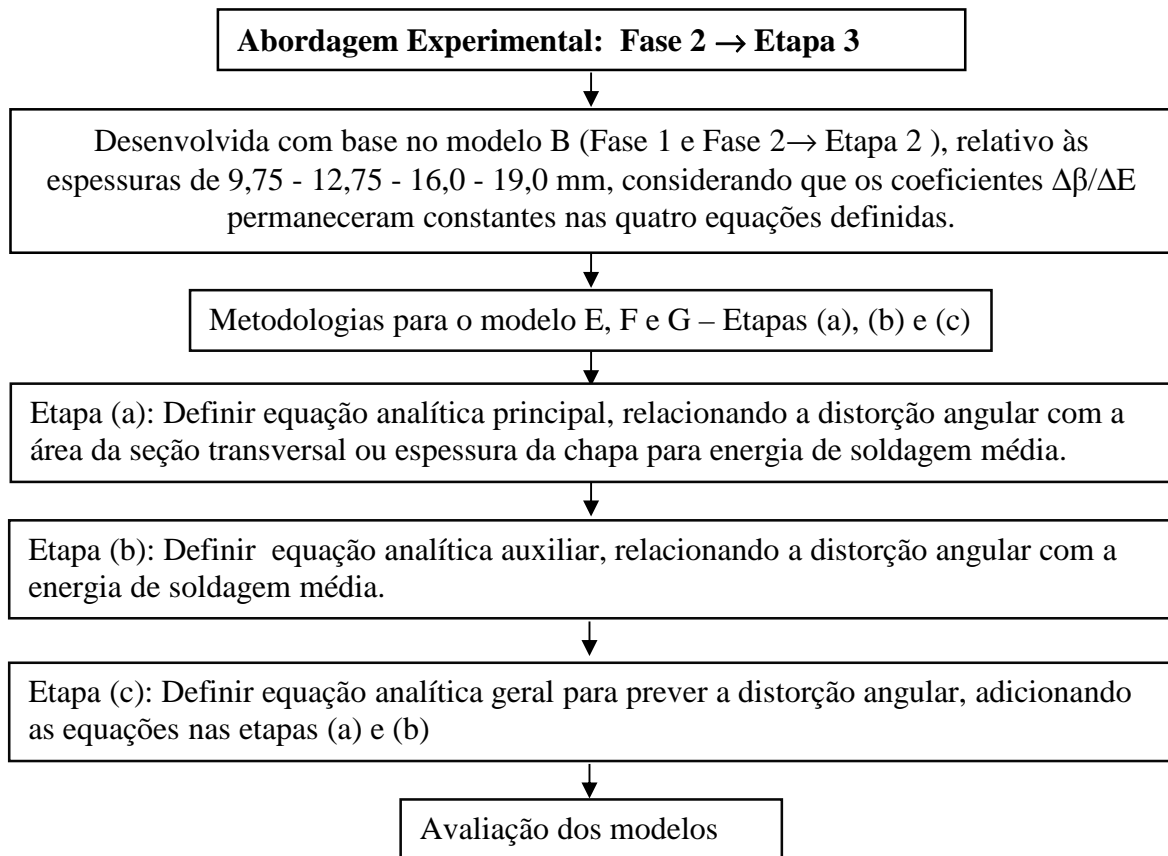 Abordagem Experimental: Fase 2 → Etapa 3
Desenvolvida com base no modelo B (Fase 1 e Fase 2→ Etapa 2 ), relativo às
espessuras de 9,75 - 12,75 - 16,0 - 19,0 mm, considerando que os coeficientes Δβ/ΔE
permaneceram constantes nas quatro equações definidas.
Metodologias para o modelo E, F e G – Etapas (a), (b) e (c)
Etapa (a): Definir equação analítica principal, relacionando a distorção angular com a
área da seção transversal ou espessura da chapa para energia de soldagem média.
Etapa (b): Definir equação analítica auxiliar, relacionando a distorção angular com a
energia de soldagem média.
Etapa (c): Definir equação analítica geral para prever a distorção angular, adicionando
as equações nas etapas (a) e (b)
Avaliação dos modelos